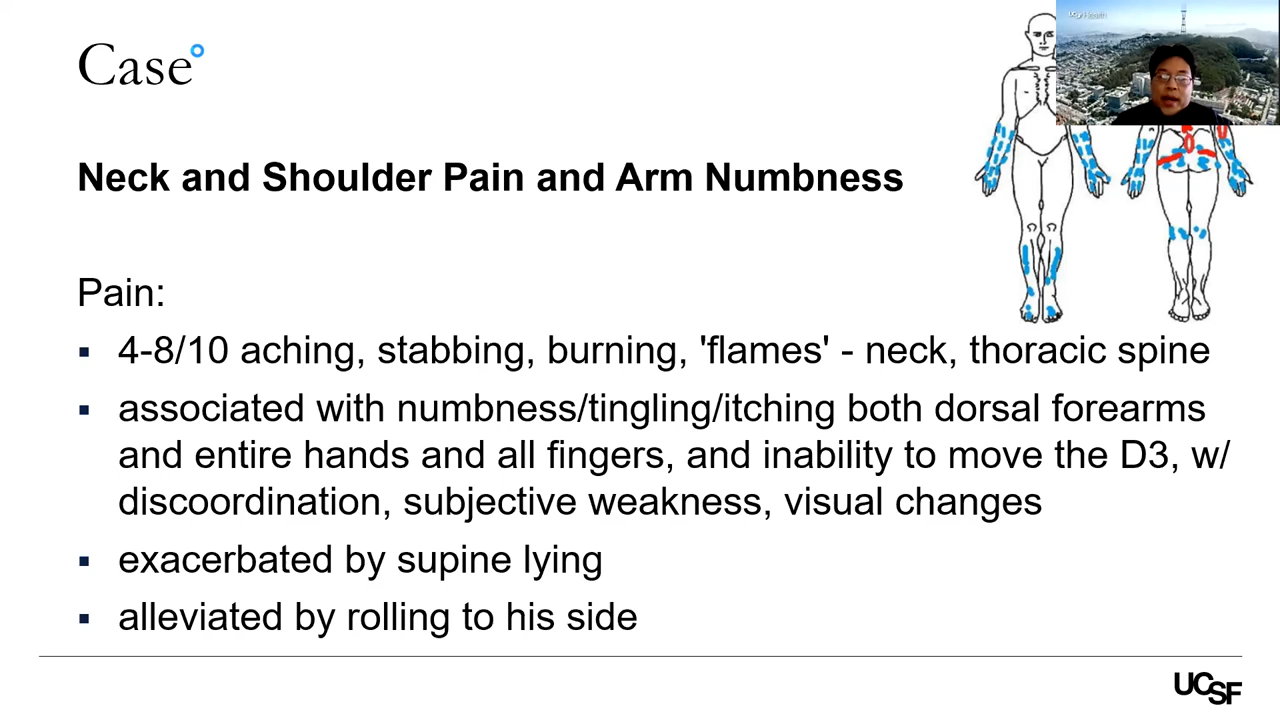 Case
UCSF Health
Neck and Shoulder Pain and Arm Numbness
Pain:
▪ 4-8/10 aching, stabbing, burning, 'flames' - neck, thoracic spine
▪ associated with numbness/tingling/itching both dorsal forearms
and entire hands and all fingers, and inability to move the D3, w/
discoordination, subjective weakness, visual changes
▪ exacerbated by supine lying
▪ alleviated by rolling to his side
UCSF